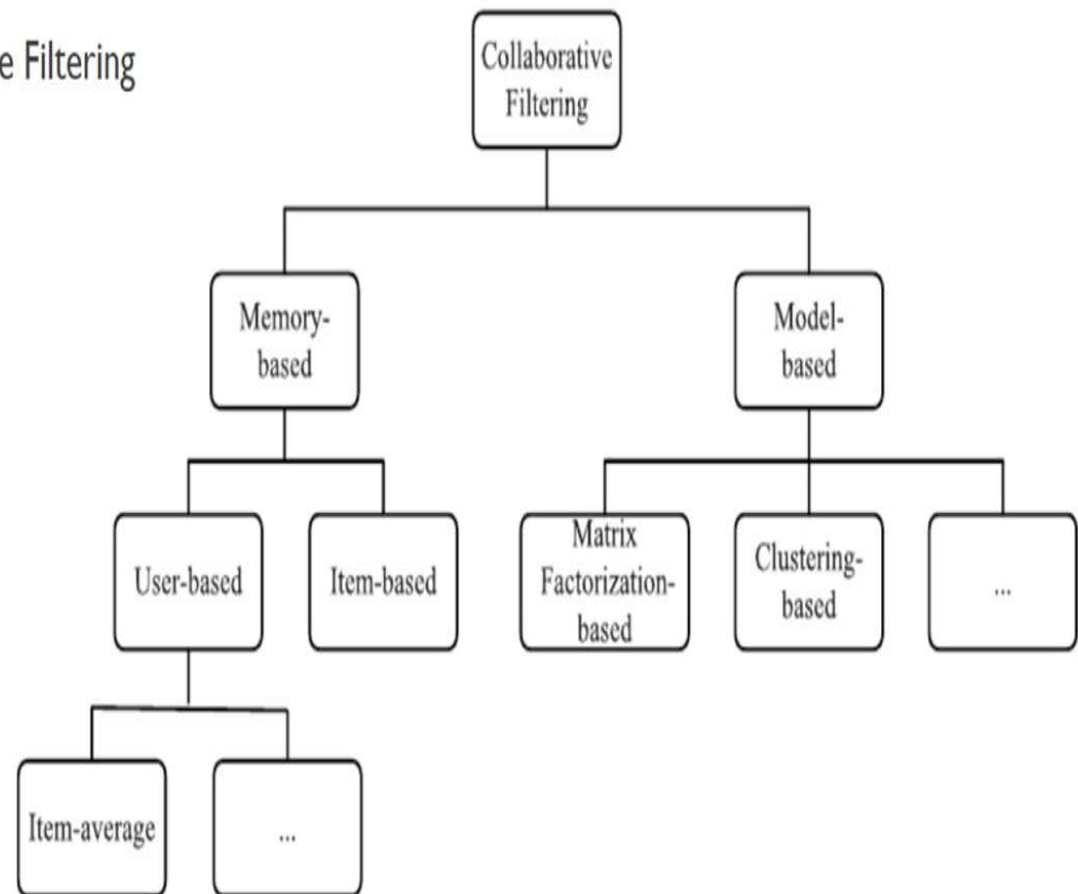 e Filtering
Collaborative
Filtering
Memory-
based
Model-
based
User-based
Item-based
Matrix
Factorization-
based
Clustering-
based
...
Item-average
...